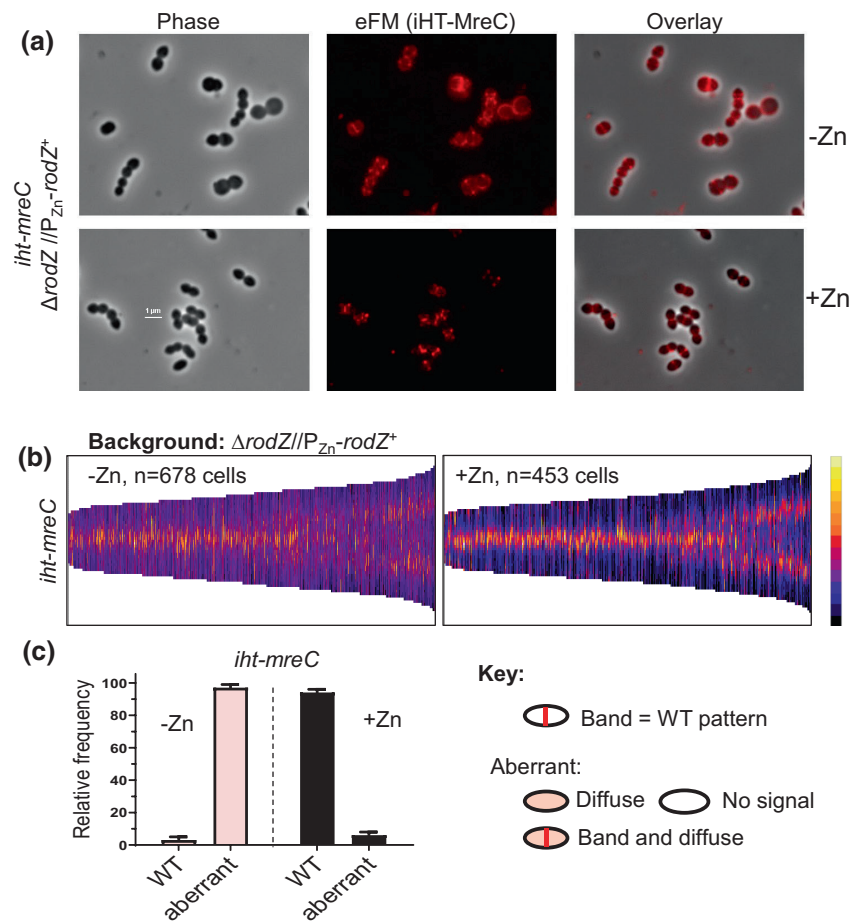 (a)
Phase
eFM (iHT-MreC)
Overlay
iht-mreC
ΔrodZ //P_Zn-rodZ⁺
-Zn
1 µm
+Zn
(b)
Background: ΔrodZ//P_Zn-rodZ⁺
-Zn, n=678 cells
+Zn, n=453 cells
iht-mreC
(c)
iht-mreC
Relative frequency
100
80
60
40
20
0
-Zn
+Zn
WT
aberrant
WT
aberrant
Key:
Band = WT pattern
Aberrant:
Diffuse
No signal
Band and diffuse